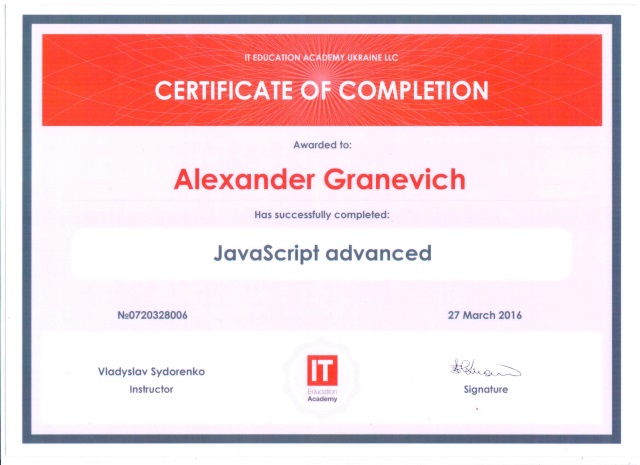 IT EDUCATION ACADEMY UKRAINE LLC
CERTIFICATE OF COMPLETION
Awarded to:
Alexander Granevich
Has successfully completed:
JavaScript advanced
№0720328006
27 March 2016
Vladyslav Sydorenko
Instructor
IT
Education
Academy
Signature